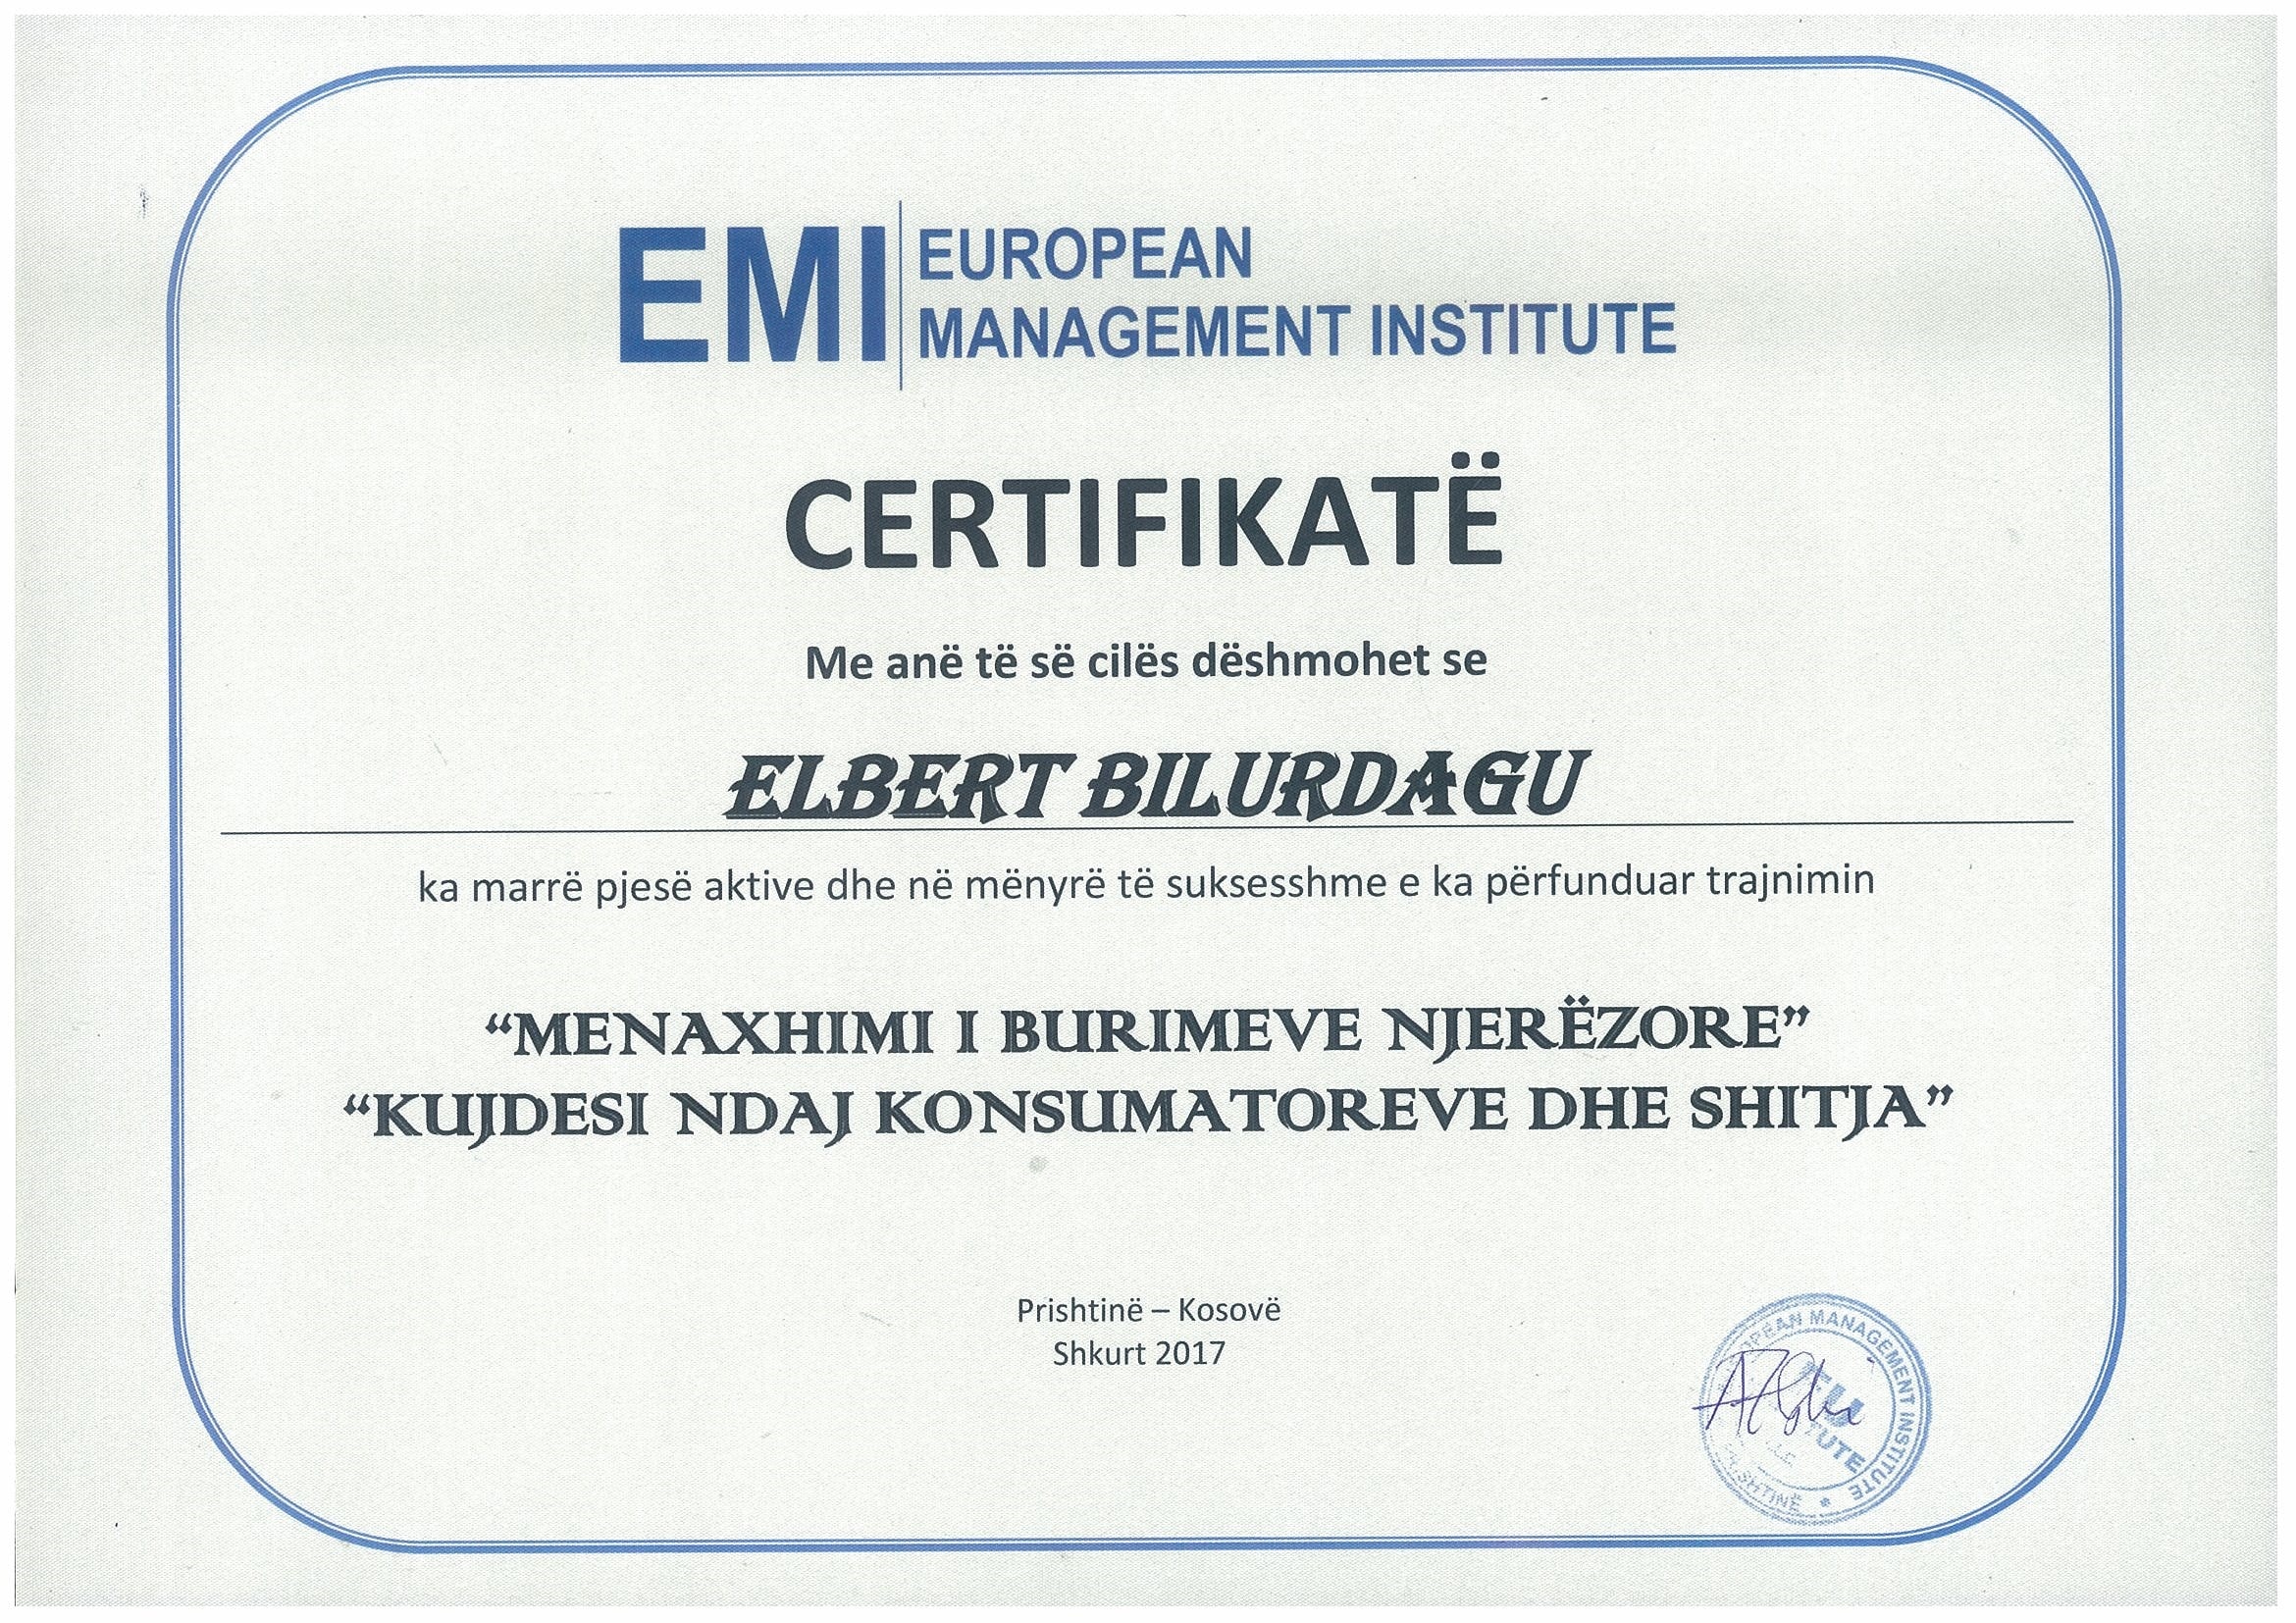 EMI
EUROPEAN
MANAGEMENT INSTITUTE
CERTIFIKATË
Me anë të së cilës dëshmohet se
ELBERT BILURDAGU
ka marrë pjesë aktive dhe në mënyrë të suksesshme e ka përfunduar trajnimin
“MENAXHIMI I BURIMEVE NJERËZORE”
“KUJDESI NDAJ KONSUMATOREVE DHE SHITJA”
Prishtinë – Kosovë
Shkurt 2017
MANAGEMENT INSTITUTE